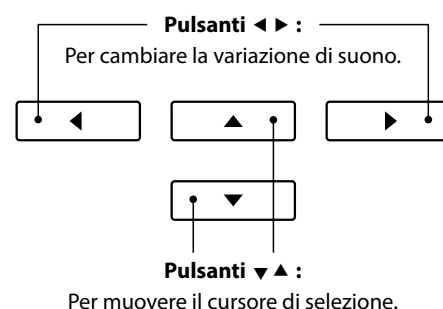 Pulsanti ◀ ▶ :
Per cambiare la variazione di suono.
Pulsanti ▼ ▲ :
Per muovere il cursore di selezione.